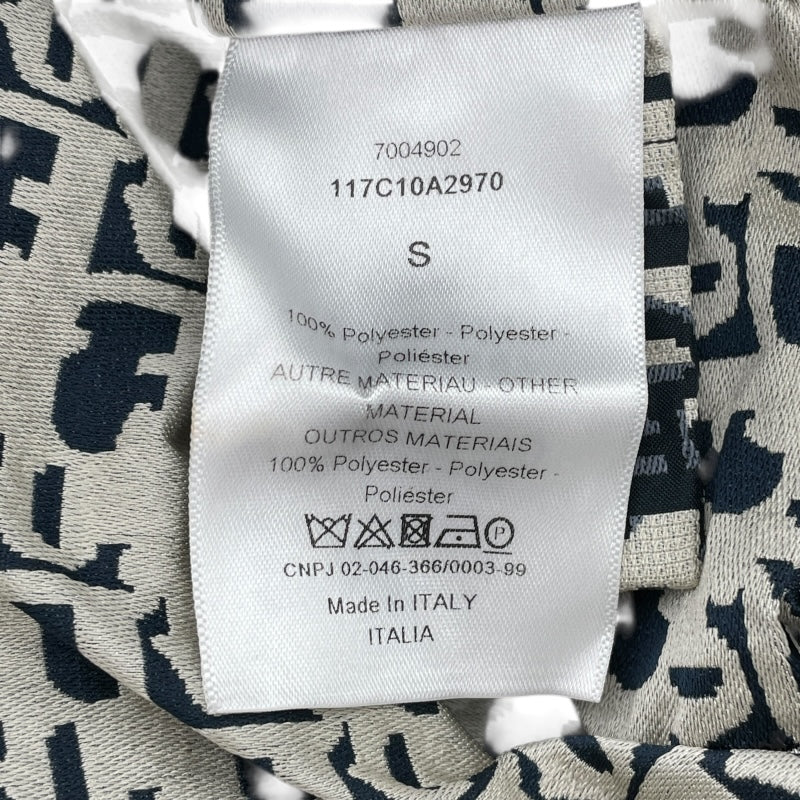 7004902
117C10A2970
S
100% Polyester - Polyester -
Poliéster
AUTRE MATERIAU - OTHER
MATERIAL
OUTROS MATERIAIS
100% Polyester - Polyester -
Poliéster
P
CNPJ 02-046-366/0003-99
Made In ITALY
ITALIA